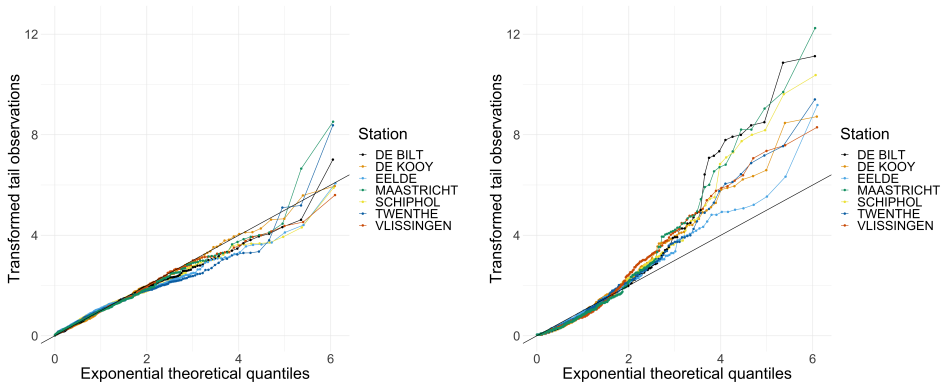 Transformed tail observations
12
8
4
0
0
2
4
6
Exponential theoretical quantiles
Station
DE BILT
DE KOOY
EELDE
MAASTRICHT
SCHIPHOL
TWENTHE
VLISSINGEN
Transformed tail observations
12
8
4
0
0
2
4
6
Exponential theoretical quantiles
Station
DE BILT
DE KOOY
EELDE
MAASTRICHT
SCHIPHOL
TWENTHE
VLISSINGEN